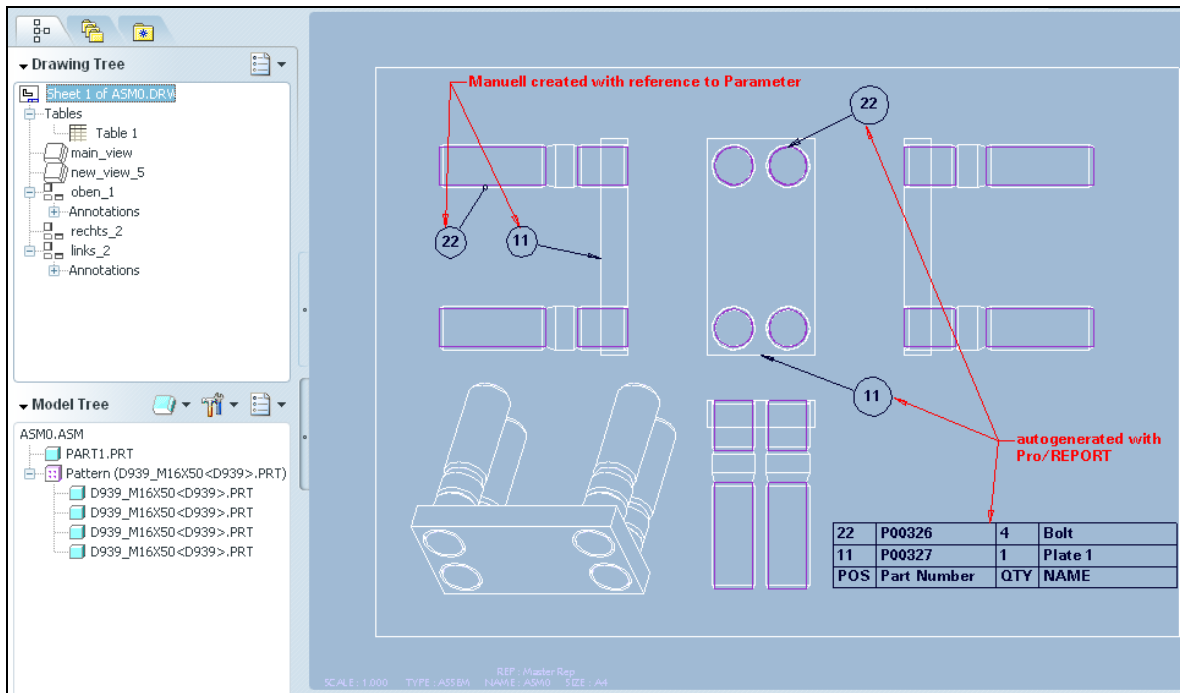 Drawing Tree
Sheet 1 of ASM0.DRW
Tables
Table 1
main_view
new_view_5
oben_1
Annotations
rechts_2
links_2
Annotations
Model Tree
ASM0.ASM
PART1.PRT
Pattern (D939_M16X50<D939>.PRT)
D939_M16X50<D939>.PRT
D939_M16X50<D939>.PRT
D939_M16X50<D939>.PRT
D939_M16X50<D939>.PRT
Manuell created with reference to Parameter
22
22
11
11
autogenerated with
Pro/REPORT
22 P00326 4 Bolt
11 P00327 1 Plate 1
POS Part Number QTY NAME
REP : Master Rep
SCALE : 1.000 TYPE : ASSEM NAME : ASM0 SIZE : A4